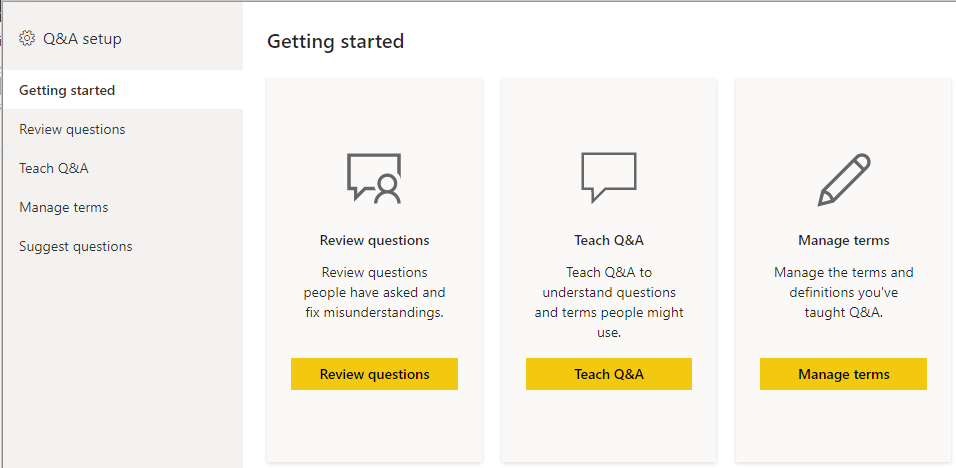 Q&A setup
Getting started
Review questions
Teach Q&A
Manage terms
Suggest questions
Getting started
Review questions
Review questions
people have asked and
fix misunderstandings.
Review questions
Teach Q&A
Teach Q&A to
understand questions
and terms people might
use.
Teach Q&A
Manage terms
Manage the terms and
definitions you've
taught Q&A.
Manage terms